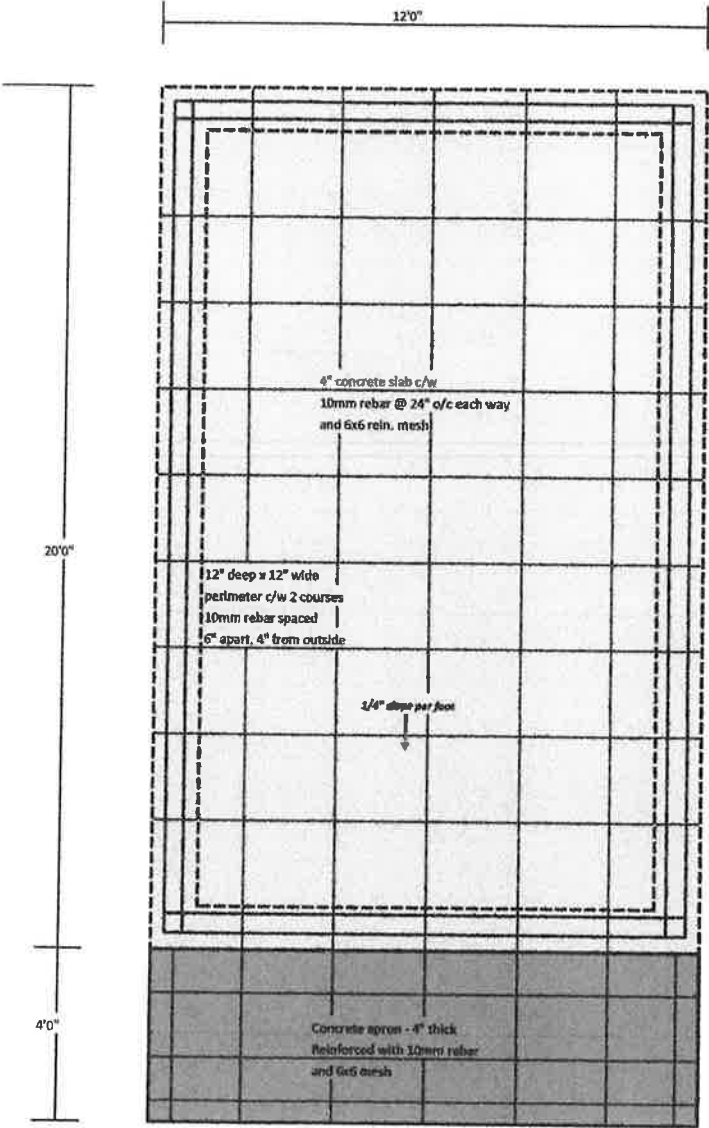 12'0"
4" concrete slab c/w
10mm rebar @ 24" o/c each way
and 6x6 rein. mesh
20'0"
12" deep x 12" wide
perimeter c/w 2 courses
10mm rebar spaced
6" apart, 4" from outside
1/4" slope per foot
4'0"
Concrete apron - 4" thick
Reinforced with 10mm rebar
and 6x6 mesh